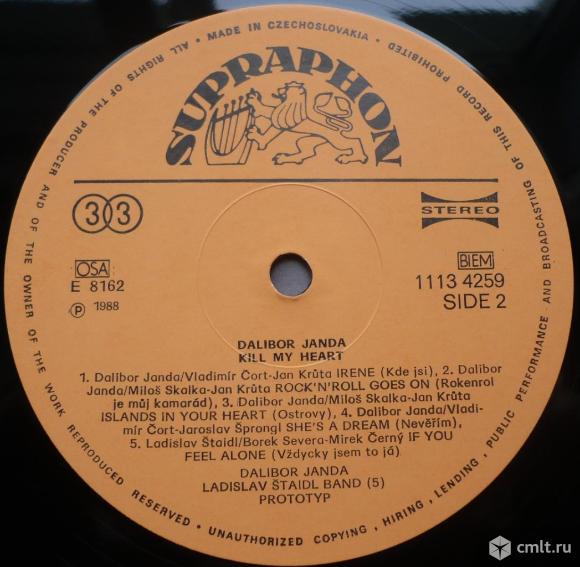 ALL RIGHTS OF THE PRODUCER AND OF THE OWNER OF THE WORK REPRODUCED RESERVED • UNAUTHORIZED COPYING, HIRING, LENDING, PUBLIC PERFORMANCE AND BROADCASTING OF THIS RECORD PROHIBITED • MADE IN CZECHOSLOVAKIA •
SUPRAPHON
33 STEREO
OSA BIEM
E 8162 1113 4259
℗ 1988 SIDE 2
DALIBOR JANDA
KILL MY HEART
1. Dalibor Janda/Vladimír Čort-Jan Krůta IRENE (Kde jsi), 2. Dalibor
Janda/Miloš Skalka-Jan Krůta ROCK'N'ROLL GOES ON (Rokenrol
je můj kamarád), 3. Dalibor Janda/Miloš Skalka-Jan Krůta
ISLANDS IN YOUR HEART (Ostrovy), 4. Dalibor Janda/Vladi-
mír Čort-Jaroslav Šprongl SHE'S A DREAM (Nevěřím),
5. Ladislav Štaidl/Borek Severa-Mirek Černý IF YOU
FEEL ALONE (Vždycky jsem to já)
DALIBOR JANDA
LADISLAV ŠTAIDL BAND (5)
PROTOTYP
cmlt.ru